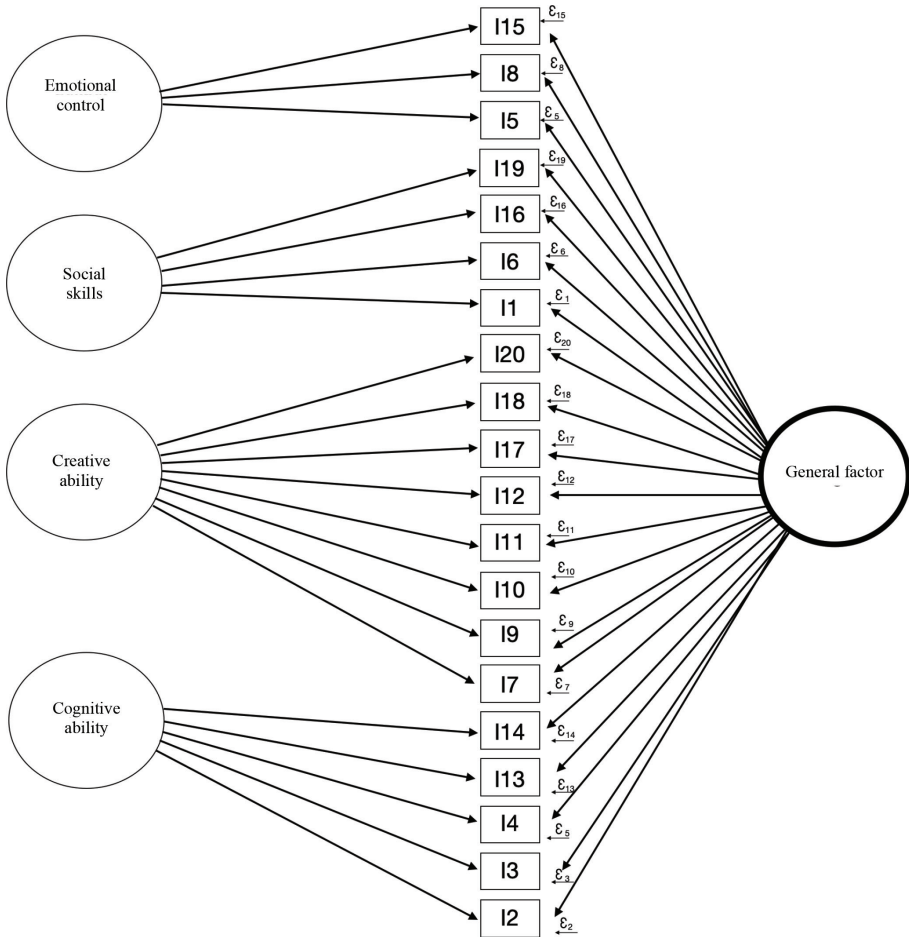 Emotional
control
Social
skills
Creative
ability
Cognitive
ability
I15
ε15
I8
ε8
I5
ε5
I19
ε19
I16
ε16
I6
ε6
I1
ε1
I20
ε20
I18
ε18
I17
ε17
I12
ε12
I11
ε11
I10
ε10
I9
ε9
I7
ε7
I14
ε14
I13
ε13
I4
ε5
I3
ε3
I2
ε2
General factor